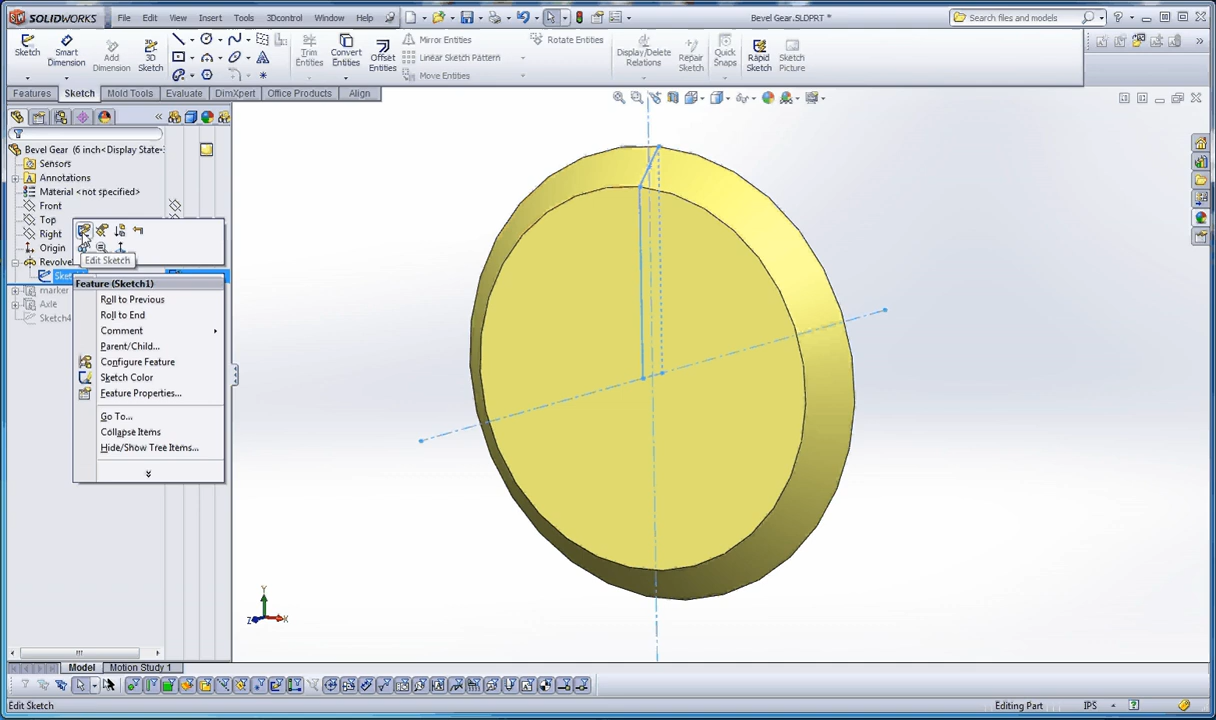 SOLIDWORKS File Edit View Insert Tools 3Dcontrol Window Help Bevel Gear.SLDPRT * Search files and models
Sketch Smart Dimension Add Dimension 3D Sketch Trim Entities Convert Entities Offset Entities Mirror Entities Linear Sketch Pattern Move Entities Rotate Entities Display/Delete Relations Repair Sketch Quick Snaps Rapid Sketch Sketch Picture
Features Sketch Mold Tools Evaluate DimXpert Office Products Align
Bevel Gear (6 inch<Display State-
Sensors
Annotations
Material <not specified>
Front
Top
Right
Origin
Edit Sketch
Revolve
Sketch
Feature (Sketch1)
marker
Roll to Previous
Axle
Roll to End
Sketch4
Comment
Parent/Child...
Configure Feature
Sketch Color
Feature Properties...
Go To...
Collapse Items
Hide/Show Tree Items...
Y
Z X
Model Motion Study 1
Edit Sketch Editing Part IPS